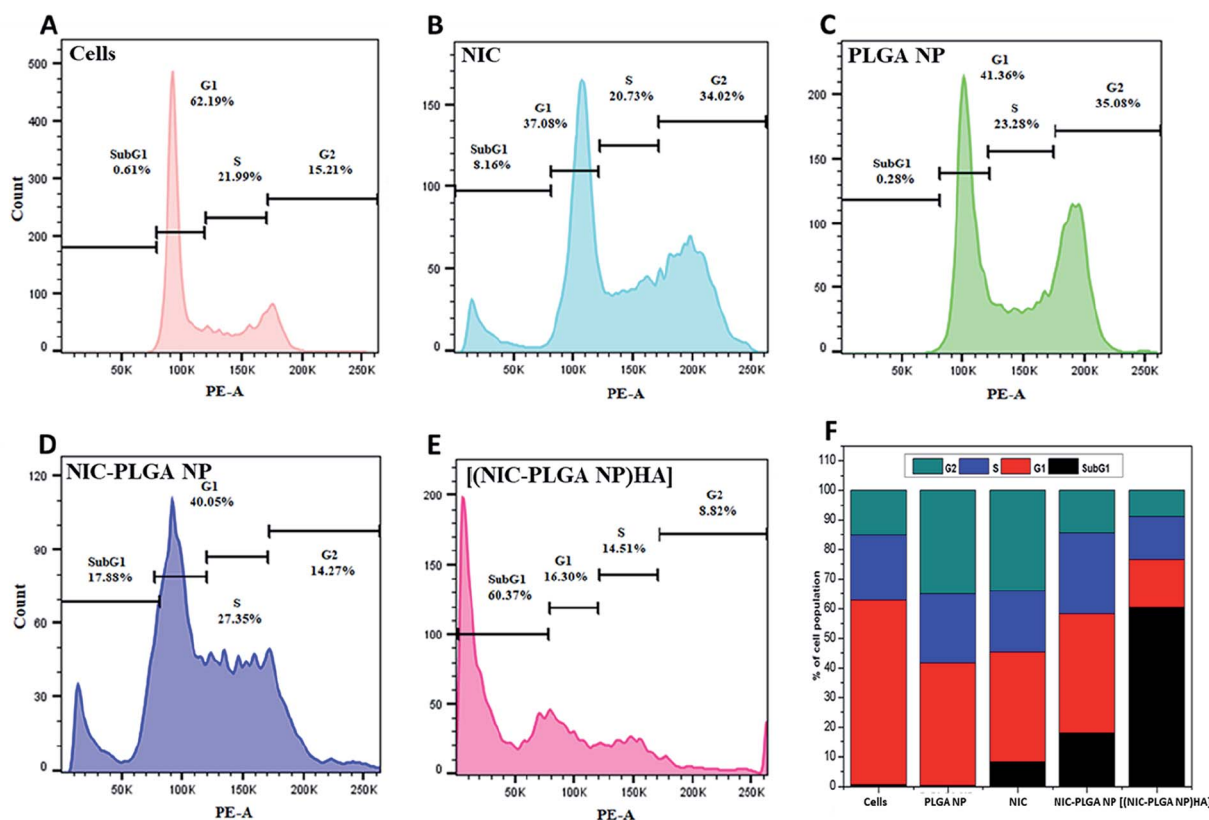 A
Cells
500
400
300
200
100
0
Count
SubG1
0.61%
G1
62.19%
S
21.99%
G2
15.21%
50K 100K 150K 200K 250K
PE-A
B
NIC
150
100
50
0
SubG1
8.16%
G1
37.08%
S
20.73%
G2
34.02%
50K 100K 150K 200K 250K
PE-A
C
PLGA NP
200
150
100
50
0
SubG1
0.28%
G1
41.36%
S
23.28%
G2
35.08%
50K 100K 150K 200K 250K
PE-A
D
NIC-PLGA NP
120
90
60
30
0
Count
SubG1
17.88%
G1
40.05%
S
27.35%
G2
14.27%
50K 100K 150K 200K 250K
PE-A
E
[(NIC-PLGA NP)HA]
200
150
100
50
0
SubG1
60.37%
G1
16.30%
S
14.51%
G2
8.82%
50K 100K 150K 200K 250K
PE-A
F
G2 S G1 SubG1
110
100
90
80
70
60
50
40
30
20
10
0
% of cell population
Cells PLGA NP NIC NIC-PLGA NP [(NIC-PLGA NP)HA]